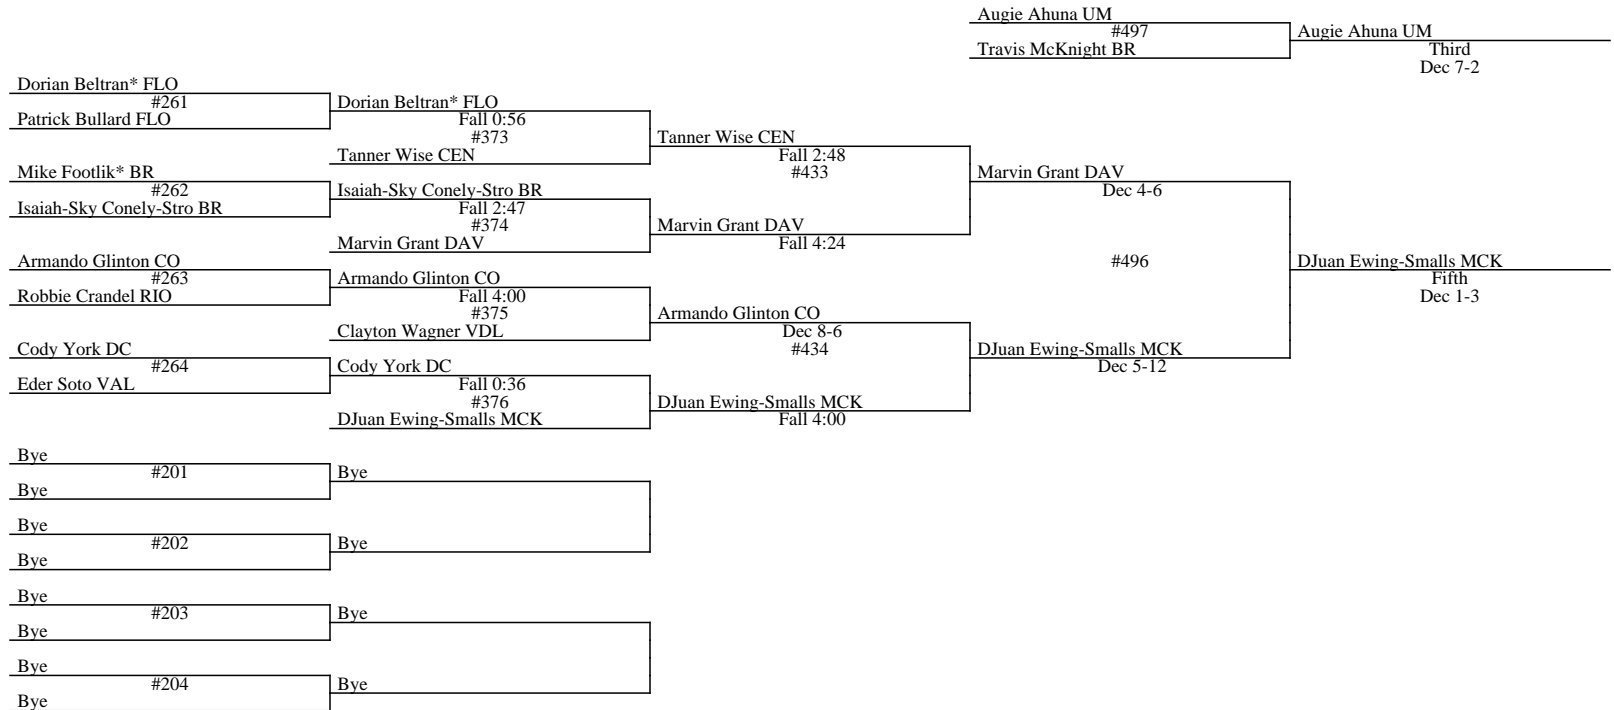 Augie Ahuna UM
#497
Travis McKnight BR
Augie Ahuna UM
Third
Dec 7-2
Dorian Beltran* FLO
#261
Patrick Bullard FLO
Dorian Beltran* FLO
Fall 0:56
#373
Tanner Wise CEN
Tanner Wise CEN
Fall 2:48
#433
Mike Footlik* BR
#262
Isaiah-Sky Conely-Stro BR
Isaiah-Sky Conely-Stro BR
Fall 2:47
#374
Marvin Grant DAV
Marvin Grant DAV
Fall 4:24
Marvin Grant DAV
Dec 4-6
#496
DJuan Ewing-Smalls MCK
Fifth
Dec 1-3
Armando Glinton CO
#263
Robbie Crandel RIO
Armando Glinton CO
Fall 4:00
#375
Clayton Wagner VDL
Armando Glinton CO
Dec 8-6
#434
Cody York DC
#264
Eder Soto VAL
Cody York DC
Fall 0:36
#376
DJuan Ewing-Smalls MCK
DJuan Ewing-Smalls MCK
Fall 4:00
DJuan Ewing-Smalls MCK
Dec 5-12
Bye
#201
Bye
Bye
Bye
#202
Bye
Bye
Bye
#203
Bye
Bye
Bye
#204
Bye
Bye